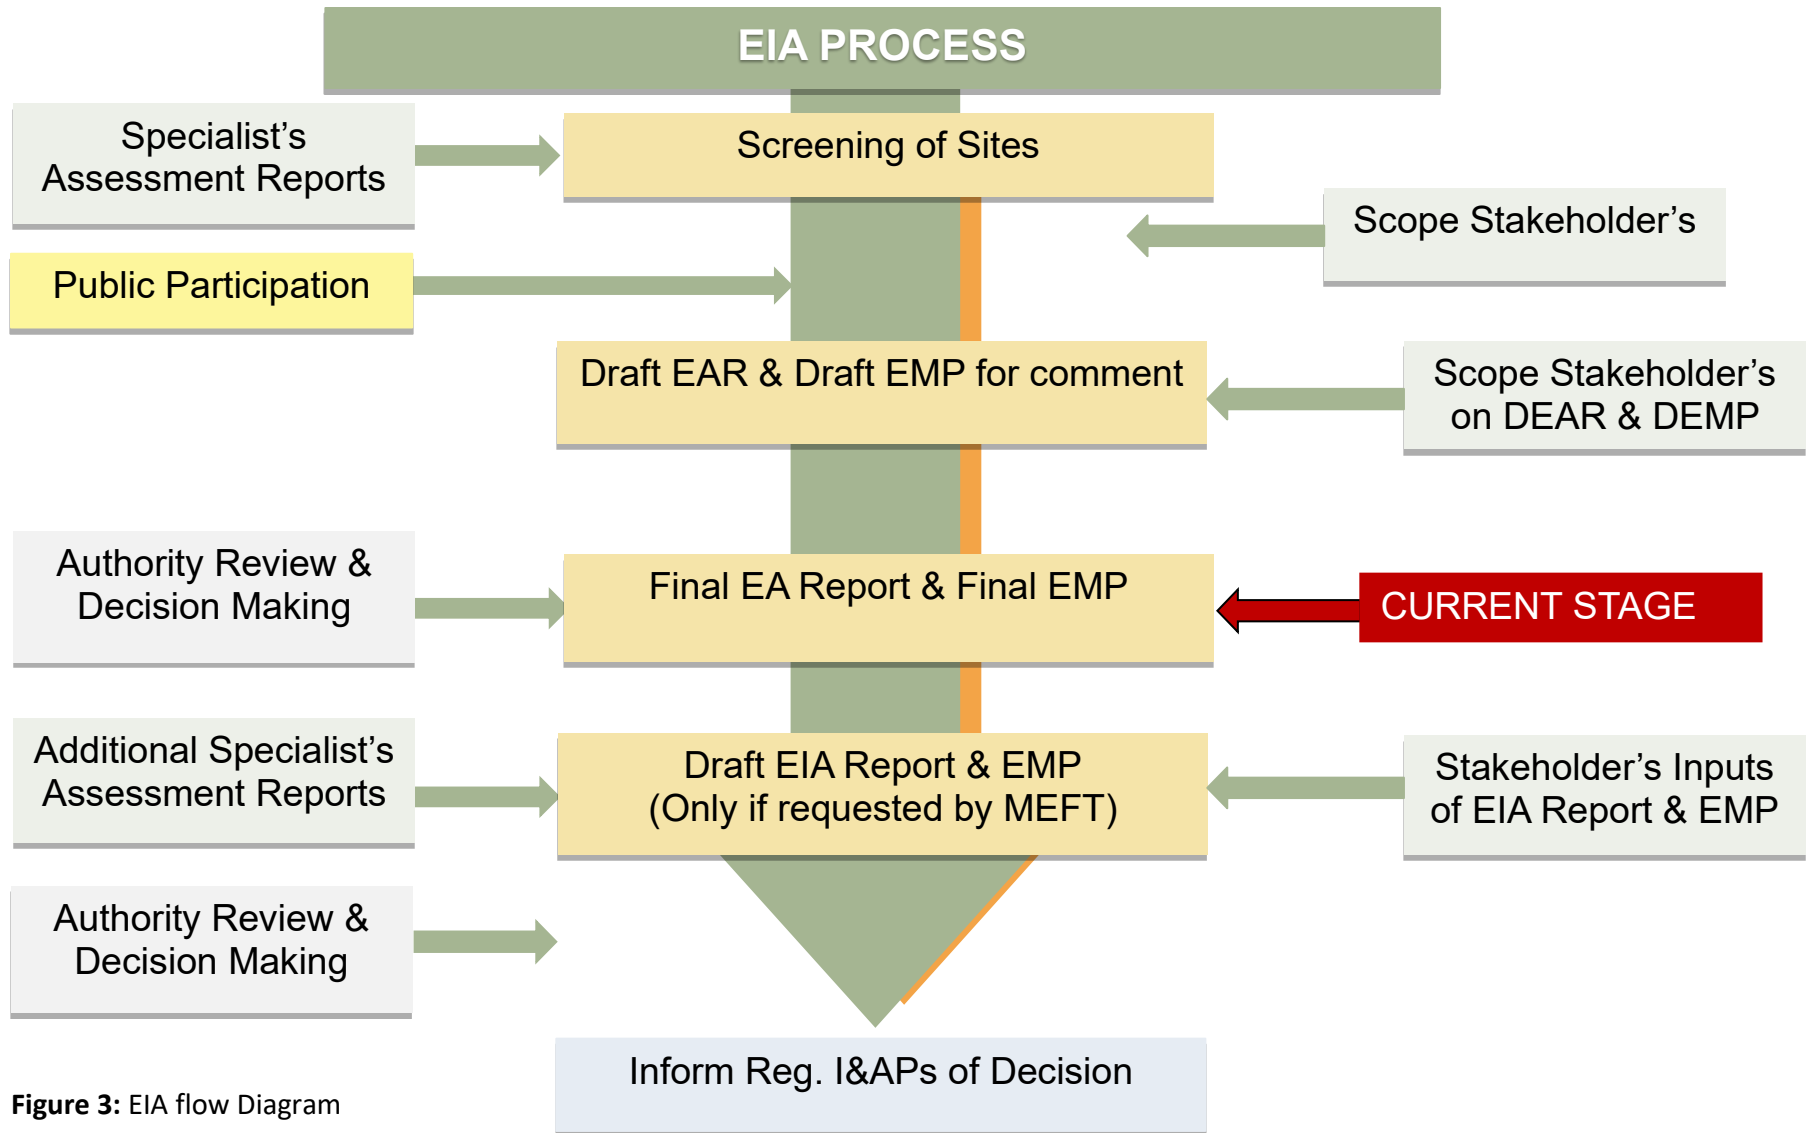 EIA PROCESS
Specialist's
Assessment Reports
Screening of Sites
Scope Stakeholder's
Public Participation
Draft EAR & Draft EMP for comment
Scope Stakeholder's
on DEAR & DEMP
Authority Review &
Decision Making
Final EA Report & Final EMP
CURRENT STAGE
Additional Specialist's
Assessment Reports
Draft EIA Report & EMP
(Only if requested by MEFT)
Stakeholder's Inputs
of EIA Report & EMP
Authority Review &
Decision Making
Inform Reg. I&APs of Decision
Figure 3: EIA flow Diagram